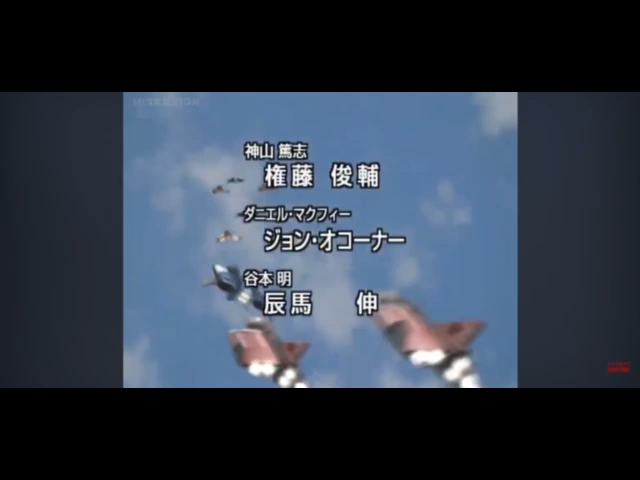 神山 篤志
権藤 俊輔
ダニエル・マクフィー
ジョン・オコーナー
谷本 明
辰馬 伸